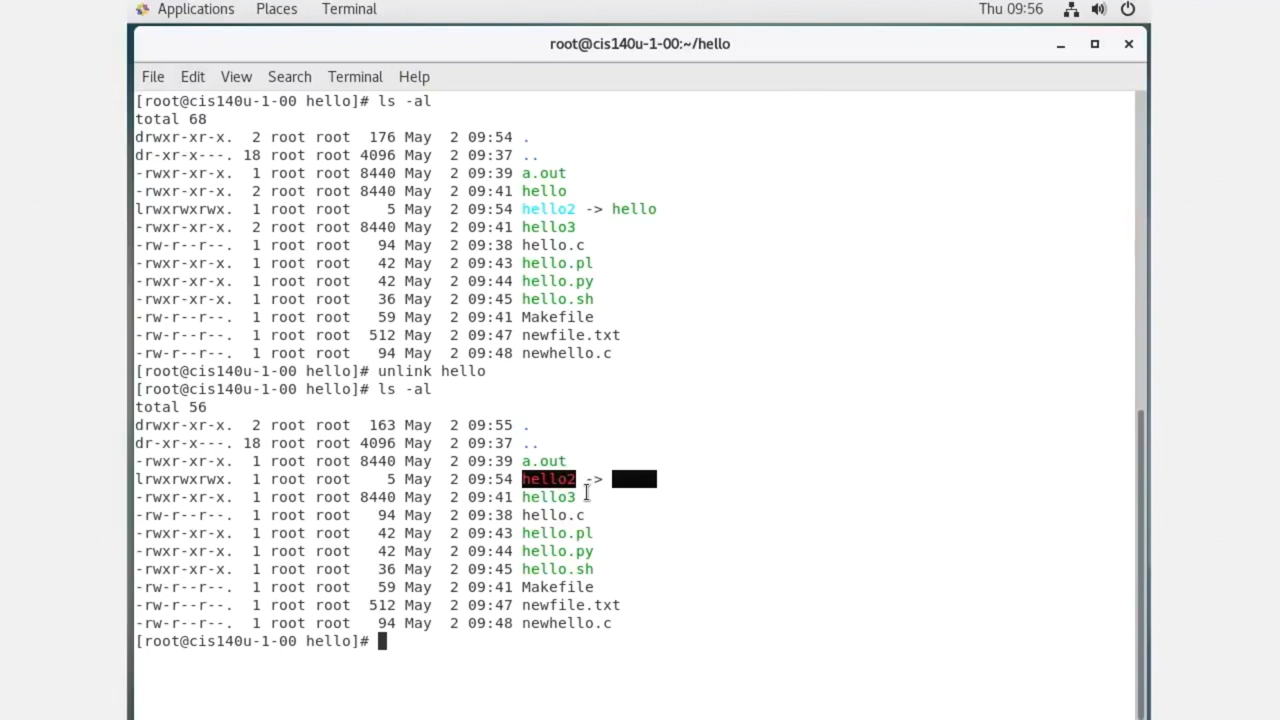 Applications Places Terminal Thu 09:56
root@cis140u-1-00:~/hello
File Edit View Search Terminal Help
[root@cis140u-1-00 hello]# ls -al
total 68
drwxr-xr-x. 2 root root 176 May 2 09:54 .
dr-xr-x---. 18 root root 4096 May 2 09:37 ..
-rwxr-xr-x. 1 root root 8440 May 2 09:39 a.out
-rwxr-xr-x. 2 root root 8440 May 2 09:41 hello
lrwxrwxrwx. 1 root root 5 May 2 09:54 hello2 -> hello
-rwxr-xr-x. 2 root root 8440 May 2 09:41 hello3
-rw-r--r--. 1 root root 94 May 2 09:38 hello.c
-rwxr-xr-x. 1 root root 42 May 2 09:43 hello.pl
-rwxr-xr-x. 1 root root 42 May 2 09:44 hello.py
-rwxr-xr-x. 1 root root 36 May 2 09:45 hello.sh
-rw-r--r--. 1 root root 59 May 2 09:41 Makefile
-rw-r--r--. 1 root root 512 May 2 09:47 newfile.txt
-rw-r--r--. 1 root root 94 May 2 09:48 newhello.c
[root@cis140u-1-00 hello]# unlink hello
[root@cis140u-1-00 hello]# ls -al
total 56
drwxr-xr-x. 2 root root 163 May 2 09:55 .
dr-xr-x---. 18 root root 4096 May 2 09:37 ..
-rwxr-xr-x. 1 root root 8440 May 2 09:39 a.out
lrwxrwxrwx. 1 root root 5 May 2 09:54 hello2 ->
-rwxr-xr-x. 1 root root 8440 May 2 09:41 hello3
-rw-r--r--. 1 root root 94 May 2 09:38 hello.c
-rwxr-xr-x. 1 root root 42 May 2 09:43 hello.pl
-rwxr-xr-x. 1 root root 42 May 2 09:44 hello.py
-rwxr-xr-x. 1 root root 36 May 2 09:45 hello.sh
-rw-r--r--. 1 root root 59 May 2 09:41 Makefile
-rw-r--r--. 1 root root 512 May 2 09:47 newfile.txt
-rw-r--r--. 1 root root 94 May 2 09:48 newhello.c
[root@cis140u-1-00 hello]#